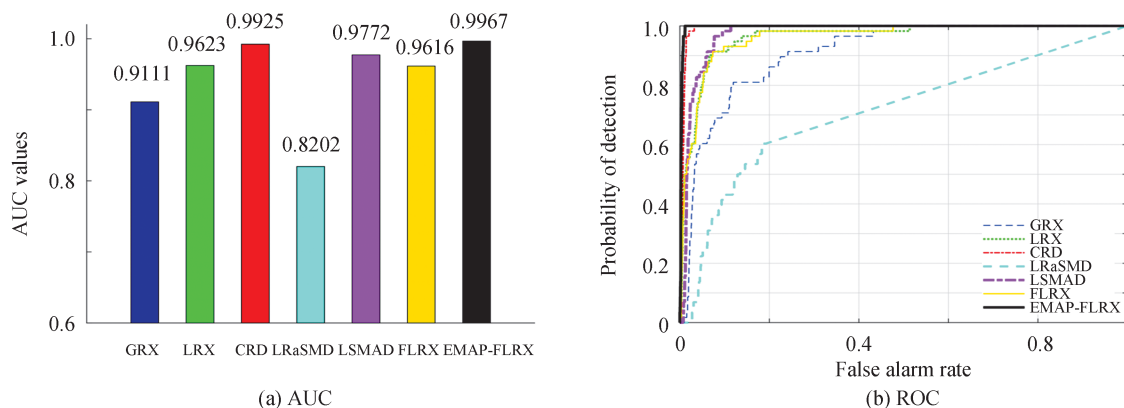 0.9111
0.9623
0.9925
0.8202
0.9772
0.9616
0.9967
1.0
0.8
0.6
AUC values
GRX LRX CRD LRaSMD LSMAD FLRX EMAP-FLRX
(a) AUC
1.0
0.8
0.6
0.4
0.2
0
Probability of detection
GRX
LRX
CRD
LRaSMD
LSMAD
FLRX
EMAP-FLRX
0 0.4 0.8
False alarm rate
(b) ROC